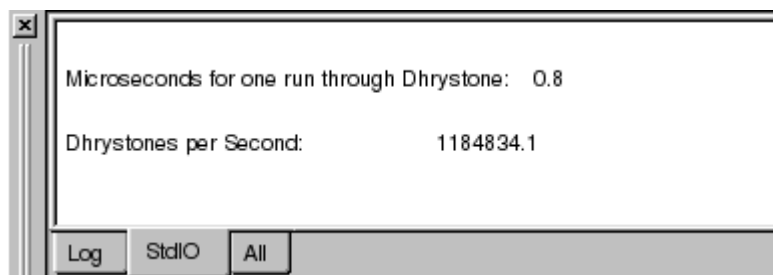 Microseconds for one run through Dhrystone: 0.8
Dhrystones per Second: 1184834.1
Log StdIO All